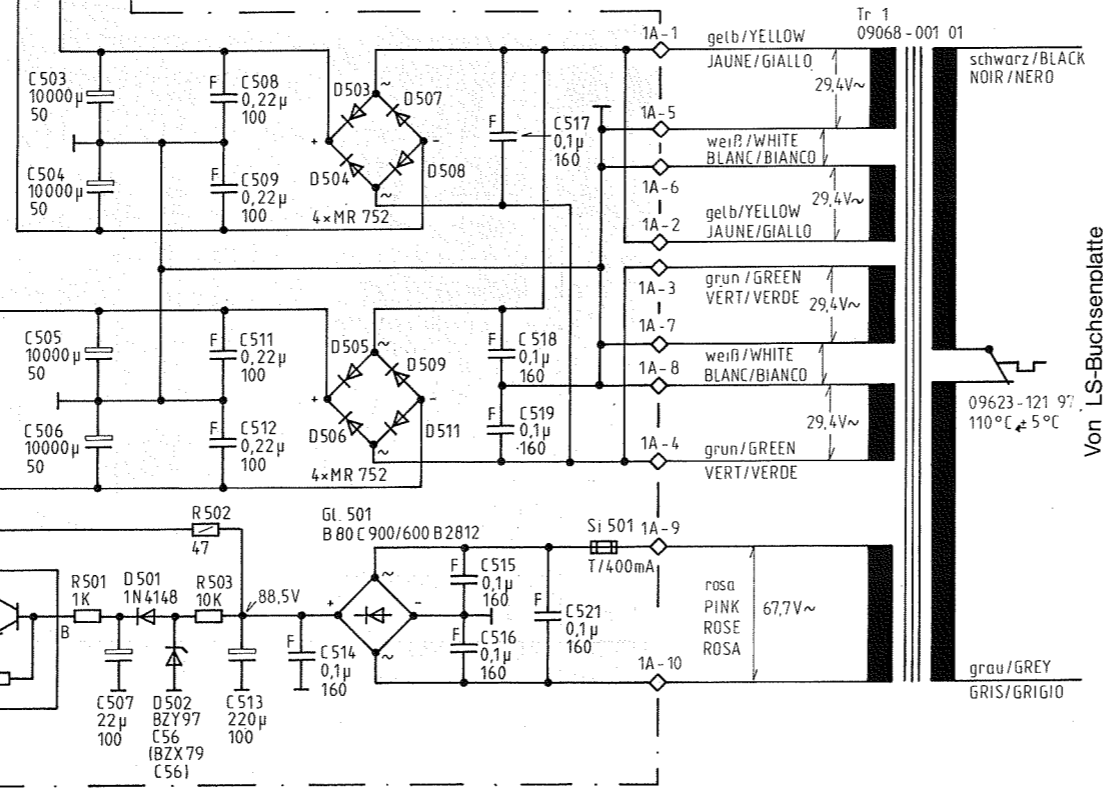 Tr 1
09068-001 01
1A-1
gelb/YELLOW
JAUNE/GIALLO
29,4V~
schwarz/BLACK
NOIR/NERO
C503
10000µ
50
F
C508
0,22µ
100
D503
~
D507
F
C517
0,1µ
160
1A-5
weiß/WHITE
BLANC/BIANCO
+
-
C504
10000µ
50
F
C509
0,22µ
100
D504
~
D508
4×MR 752
1A-6
29,4V~
gelb/YELLOW
JAUNE/GIALLO
1A-2
1A-3
grun/GREEN
VERT/VERDE
29,4V~
1A-7
C505
10000µ
50
F
C511
0,22µ
100
D505
~
D509
F
C518
0,1µ
160
weiß/WHITE
BLANC/BIANCO
1A-8
+
-
C506
10000µ
50
F
C512
0,22µ
100
D506
~
D511
4×MR 752
F
C519
0,1µ
160
29,4V~
1A-4
grun/GREEN
VERT/VERDE
09623-121 97
110°C ± 5°C
Von LS-Buchsenplatte
R502
47
Gl. 501
B80C900/600 B2812
Si 501
T/400mA
1A-9
R501
1K
D501
1N4148
R503
10K
88,5V
+
~
-
~
F
C515
0,1µ
160
F
C516
0,1µ
160
F
C521
0,1µ
160
rosa
PINK
ROSE
ROSA
67,7V~
B
F
C514
0,1µ
160
1A-10
grau/GREY
GRIS/GRIGIO
C507
22µ
100
D502
BZY97
C56
(BZX79
C56)
C513
220µ
100